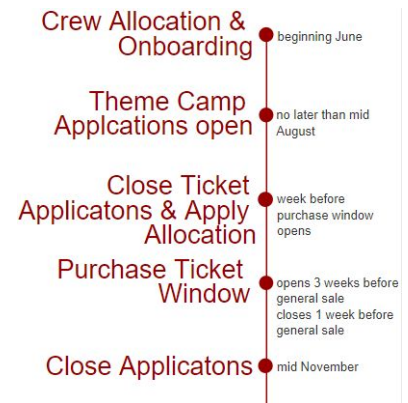 Crew Allocation &
Onboarding
beginning June
Theme Camp
Applcations open
no later than mid
August
Close Ticket
Applicatons & Apply
Allocation
week before
purchase window
opens
Purchase Ticket
Window
opens 3 weeks before
general sale
closes 1 week before
general sale
Close Applicatons
mid November